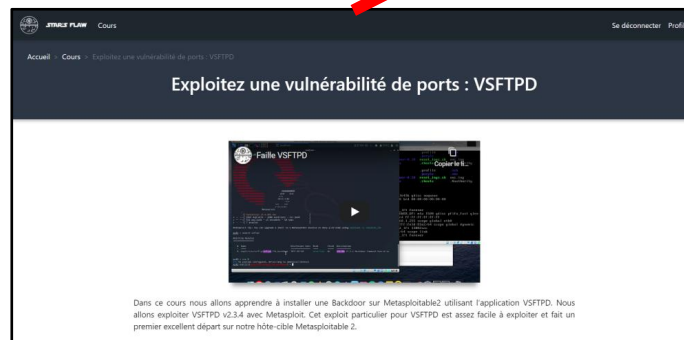 STAR:S FLAW Cours Se déconnecter Profil
Accueil > Cours > Exploitez une vulnérabilité de ports : VSFTPD
Exploitez une vulnérabilité de ports : VSFTPD
Faille VSFTPD
Copier le li...
Dans ce cours nous allons apprendre à installer une Backdoor sur Metasploitable2 utilisant l'application VSFTPD. Nous
allons exploiter VSFTPD v2.3.4 avec Metasploit. Cet exploit particulier pour VSFTPD est assez facile à exploiter et fait un
premier excellent départ sur notre hôte-cible Metasploitable 2.